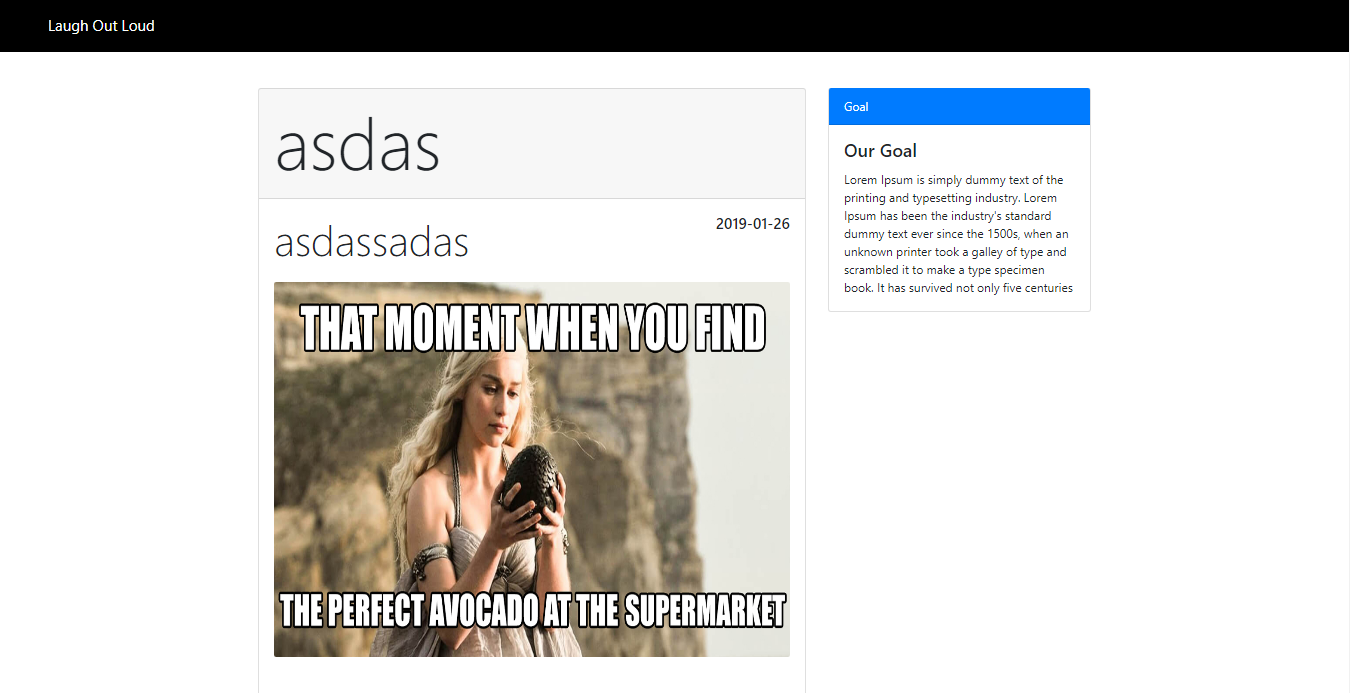 Laugh Out Loud
asdas
2019-01-26
asdassadas
THAT MOMENT WHEN YOU FIND
THE PERFECT AVOCADO AT THE SUPERMARKET
Goal
Our Goal
Lorem Ipsum is simply dummy text of the
printing and typesetting industry. Lorem
Ipsum has been the industry's standard
dummy text ever since the 1500s, when an
unknown printer took a galley of type and
scrambled it to make a type specimen
book. It has survived not only five centuries